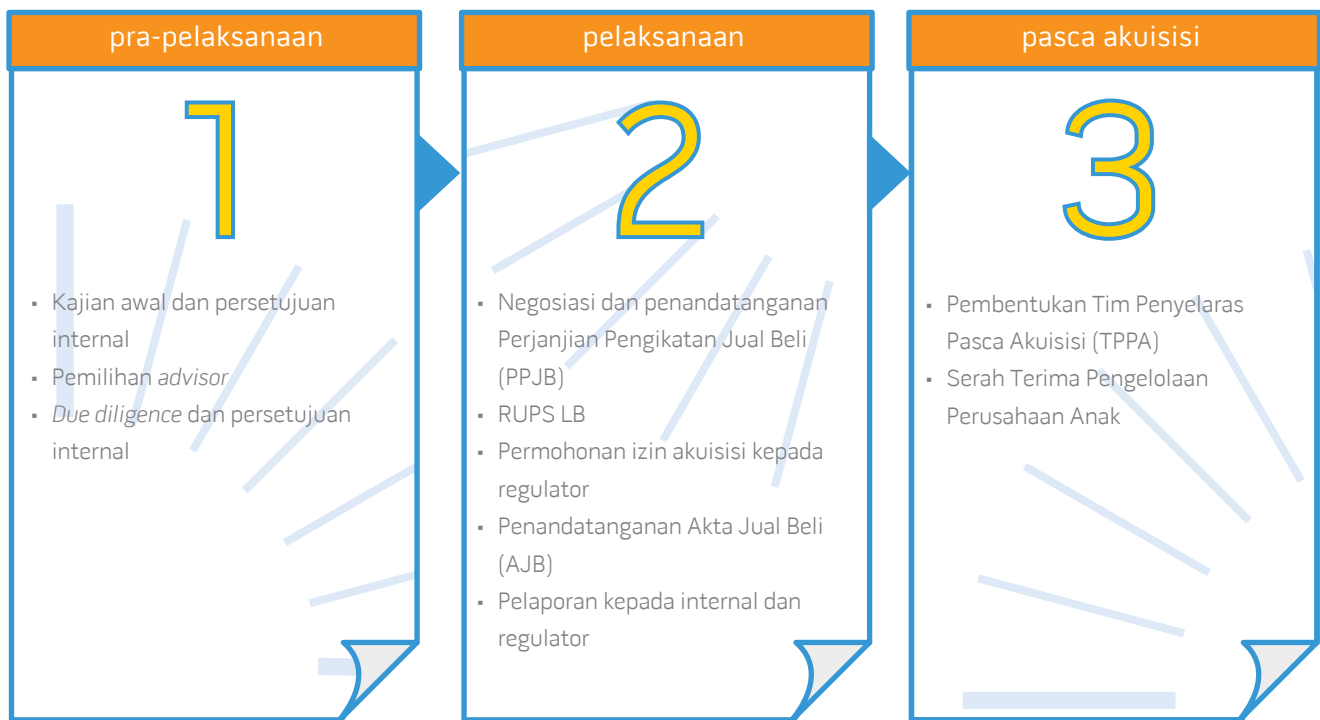 pra-pelaksanaan
1
▪ Kajian awal dan persetujuan
internal
▪ Pemilihan advisor
▪ Due diligence dan persetujuan
internal
pelaksanaan
2
▪ Negosiasi dan penandatanganan
Perjanjian Pengikatan Jual Beli
(PPJB)
▪ RUPS LB
▪ Permohonan izin akuisisi kepada
regulator
▪ Penandatanganan Akta Jual Beli
(AJB)
▪ Pelaporan kepada internal dan
regulator
pasca akuisisi
3
▪ Pembentukan Tim Penyelaras
Pasca Akuisisi (TPPA)
▪ Serah Terima Pengelolaan
Perusahaan Anak